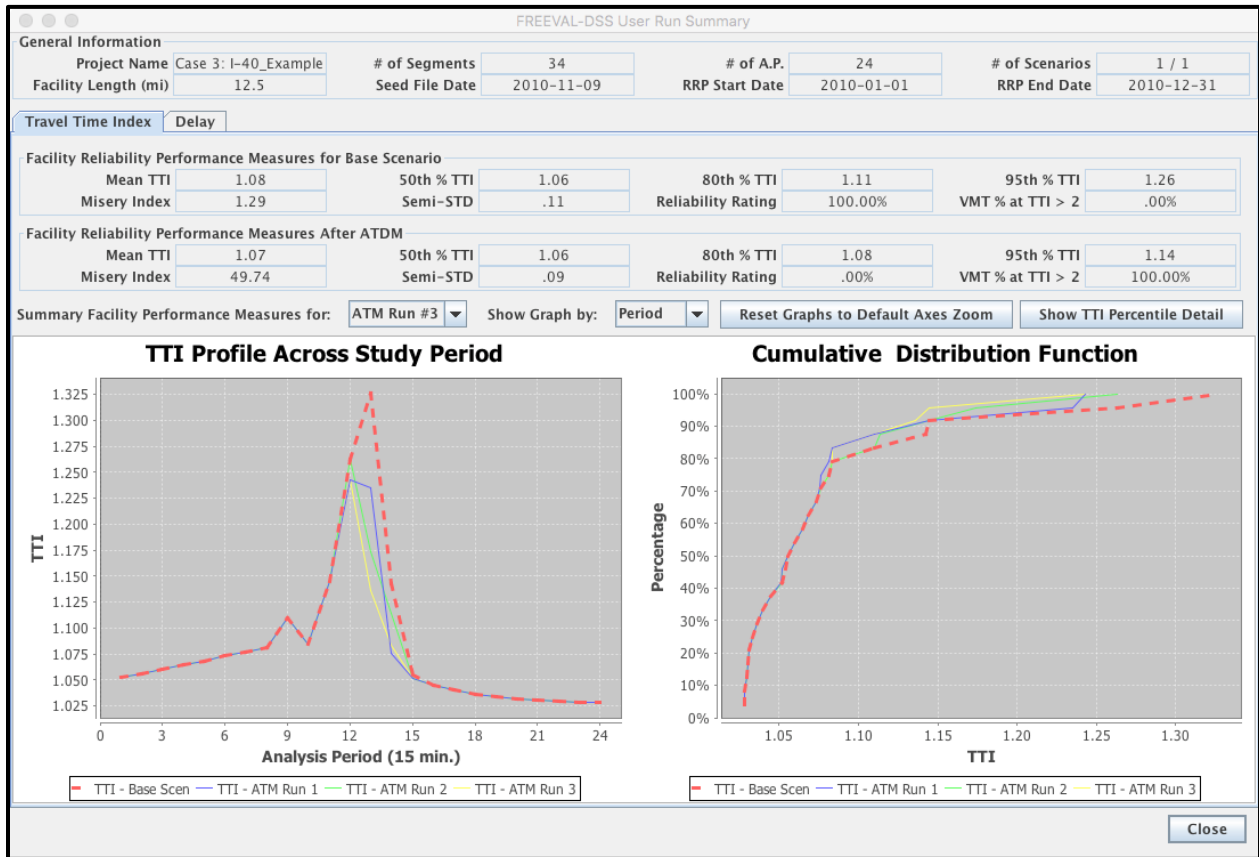 FREEVAL-DSS User Run Summary
General Information
Project Name Case 3: I-40_Example # of Segments 34 # of A.P. 24 # of Scenarios 1 / 1
Facility Length (mi) 12.5 Seed File Date 2010-11-09 RRP Start Date 2010-01-01 RRP End Date 2010-12-31
Travel Time Index Delay
Facility Reliability Performance Measures for Base Scenario
Mean TTI 1.08 50th % TTI 1.06 80th % TTI 1.11 95th % TTI 1.26
Misery Index 1.29 Semi-STD .11 Reliability Rating 100.00% VMT % at TTI > 2 .00%
Facility Reliability Performance Measures After ATDM
Mean TTI 1.07 50th % TTI 1.06 80th % TTI 1.08 95th % TTI 1.14
Misery Index 49.74 Semi-STD .09 Reliability Rating .00% VMT % at TTI > 2 100.00%
Summary Facility Performance Measures for: ATM Run #3 Show Graph by: Period Reset Graphs to Default Axes Zoom Show TTI Percentile Detail
TTI Profile Across Study Period
1.325
1.300
1.275
1.250
1.225
1.200
1.175
1.150
1.125
1.100
1.075
1.050
1.025
TTI
0 3 6 9 12 15 18 21 24
Analysis Period (15 min.)
TTI - Base Scen TTI - ATM Run 1 TTI - ATM Run 2 TTI - ATM Run 3
Cumulative Distribution Function
100%
90%
80%
70%
60%
50%
40%
30%
20%
10%
0%
Percentage
1.05 1.10 1.15 1.20 1.25 1.30
TTI
TTI - Base Scen TTI - ATM Run 1 TTI - ATM Run 2 TTI - ATM Run 3
Close